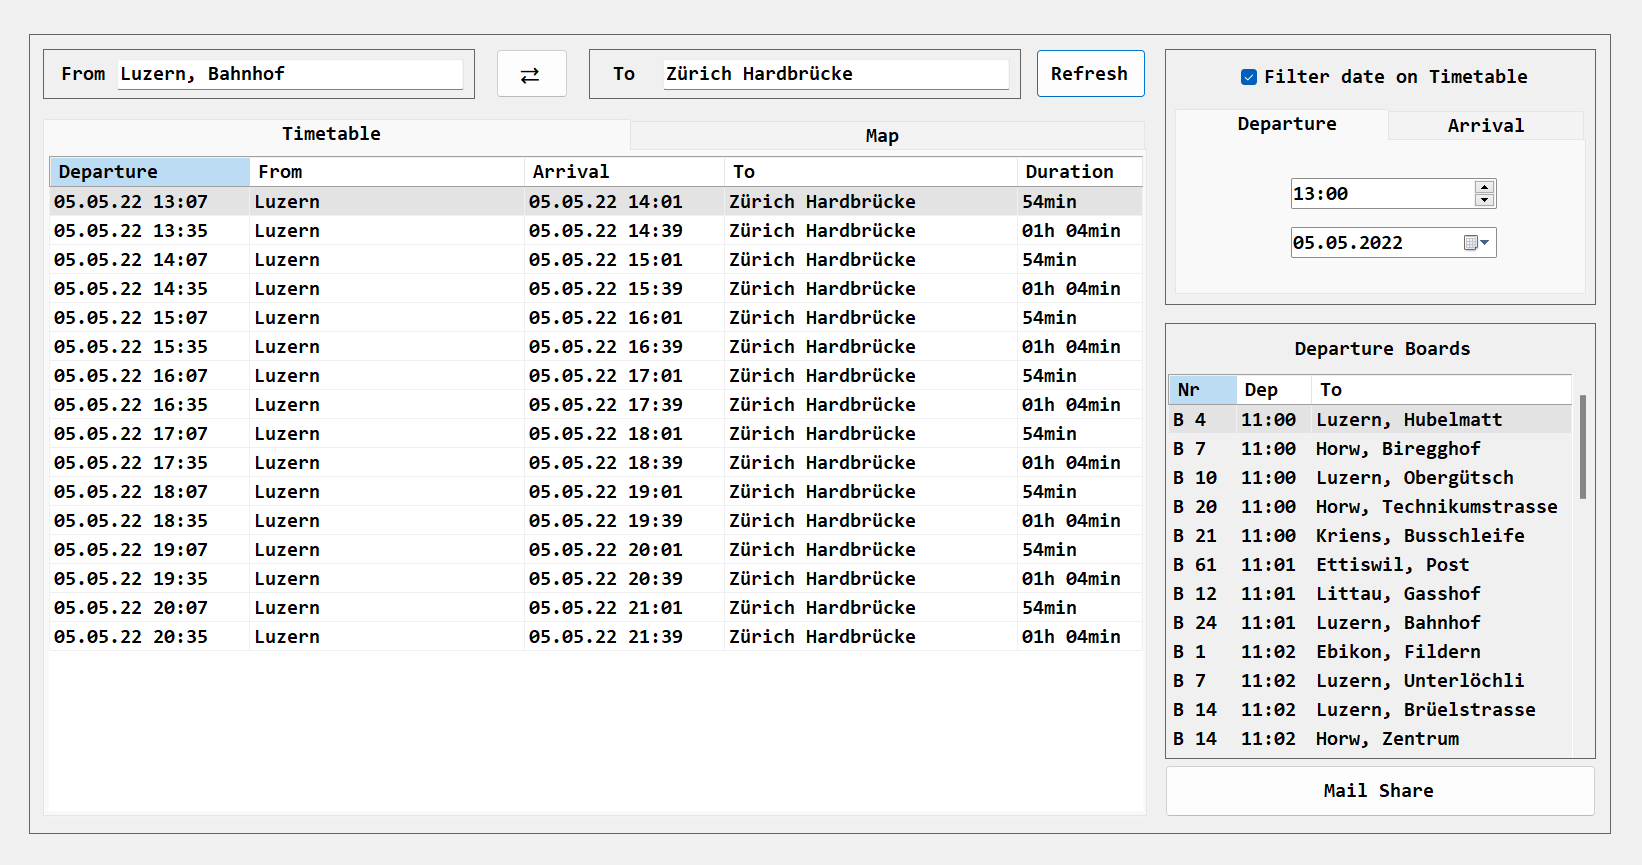 From Luzern, Bahnhof ⇄ To Zürich Hardbrücke Refresh
Timetable Map
Departure From Arrival To Duration
05.05.22 13:07 Luzern 05.05.22 14:01 Zürich Hardbrücke 54min
05.05.22 13:35 Luzern 05.05.22 14:39 Zürich Hardbrücke 01h 04min
05.05.22 14:07 Luzern 05.05.22 15:01 Zürich Hardbrücke 54min
05.05.22 14:35 Luzern 05.05.22 15:39 Zürich Hardbrücke 01h 04min
05.05.22 15:07 Luzern 05.05.22 16:01 Zürich Hardbrücke 54min
05.05.22 15:35 Luzern 05.05.22 16:39 Zürich Hardbrücke 01h 04min
05.05.22 16:07 Luzern 05.05.22 17:01 Zürich Hardbrücke 54min
05.05.22 16:35 Luzern 05.05.22 17:39 Zürich Hardbrücke 01h 04min
05.05.22 17:07 Luzern 05.05.22 18:01 Zürich Hardbrücke 54min
05.05.22 17:35 Luzern 05.05.22 18:39 Zürich Hardbrücke 01h 04min
05.05.22 18:07 Luzern 05.05.22 19:01 Zürich Hardbrücke 54min
05.05.22 18:35 Luzern 05.05.22 19:39 Zürich Hardbrücke 01h 04min
05.05.22 19:07 Luzern 05.05.22 20:01 Zürich Hardbrücke 54min
05.05.22 19:35 Luzern 05.05.22 20:39 Zürich Hardbrücke 01h 04min
05.05.22 20:07 Luzern 05.05.22 21:01 Zürich Hardbrücke 54min
05.05.22 20:35 Luzern 05.05.22 21:39 Zürich Hardbrücke 01h 04min
Filter date on Timetable
Departure Arrival
13:00
05.05.2022
Departure Boards
Nr Dep To
B 4 11:00 Luzern, Hubelmatt
B 7 11:00 Horw, Biregghof
B 10 11:00 Luzern, Obergütsch
B 20 11:00 Horw, Technikumstrasse
B 21 11:00 Kriens, Busschleife
B 61 11:01 Ettiswil, Post
B 12 11:01 Littau, Gasshof
B 24 11:01 Luzern, Bahnhof
B 1 11:02 Ebikon, Fildern
B 7 11:02 Luzern, Unterlöchli
B 14 11:02 Luzern, Brüelstrasse
B 14 11:02 Horw, Zentrum
Mail Share